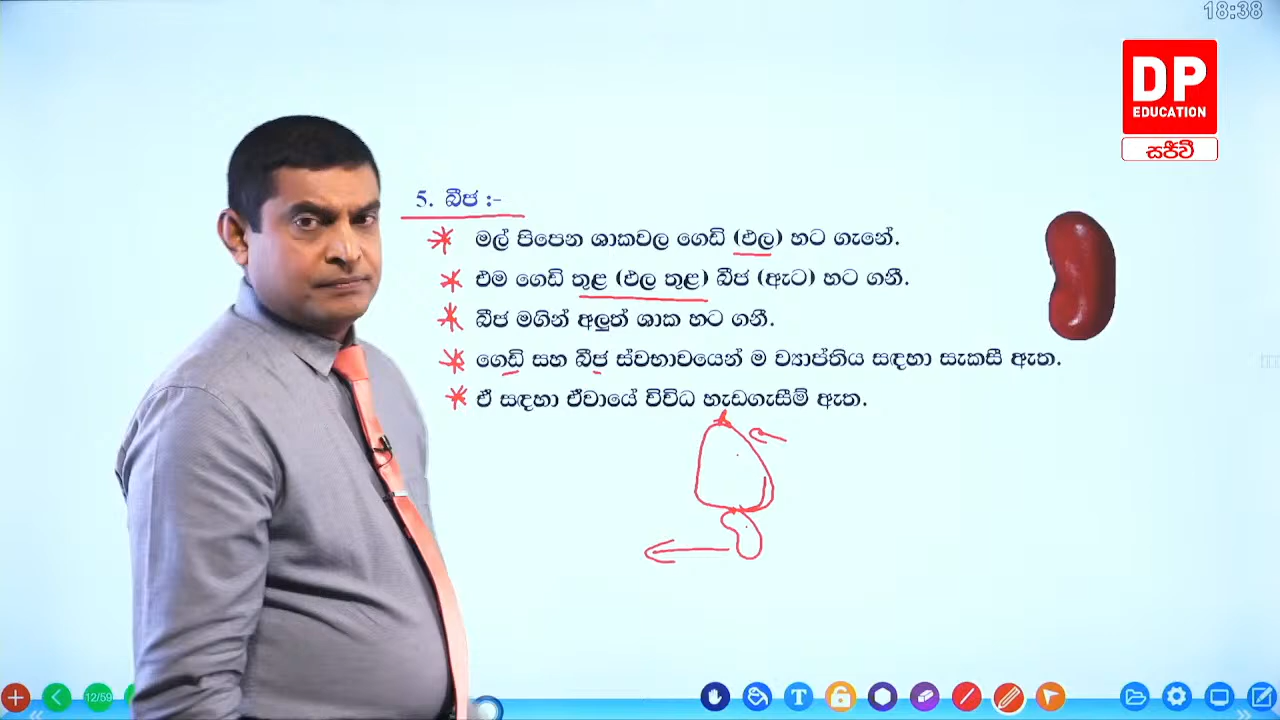 18:38
DP
EDUCATION
සජීවී
5. බීජ :-
මල් පිපෙන ශාකවල ගෙඩි (ඵල) හට ගැනේ.
එම ගෙඩි තුළ (ඵල තුළ) බීජ (ඇට) හට ගනී.
බීජ මගින් අලුත් ශාක හට ගනී.
ගෙඩි සහ බීජ ස්වභාවයෙන් ම ව්‍යාප්තිය සඳහා සැකසී ඇත.
ඒ සඳහා ඒවායේ විවිධ හැඩගැසීම් ඇත.
12/59